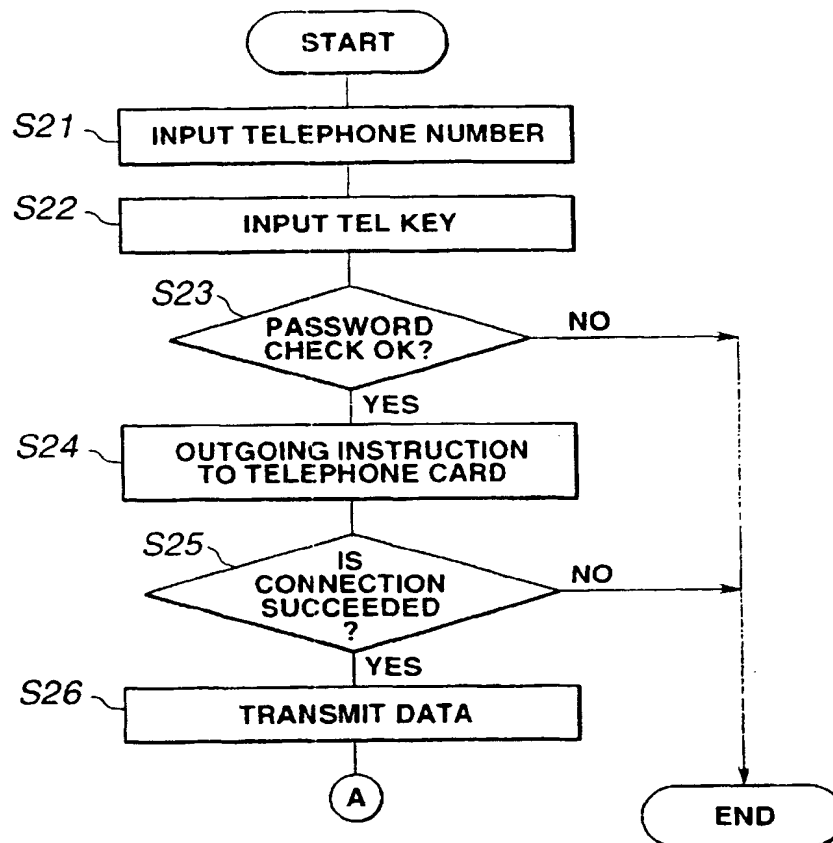 START
S21
INPUT TELEPHONE NUMBER
S22
INPUT TEL KEY
S23
PASSWORD
CHECK OK?
NO
YES
S24
OUTGOING INSTRUCTION
TO TELEPHONE CARD
S25
IS
CONNECTION
SUCCEEDED
?
NO
YES
S26
TRANSMIT DATA
A
END